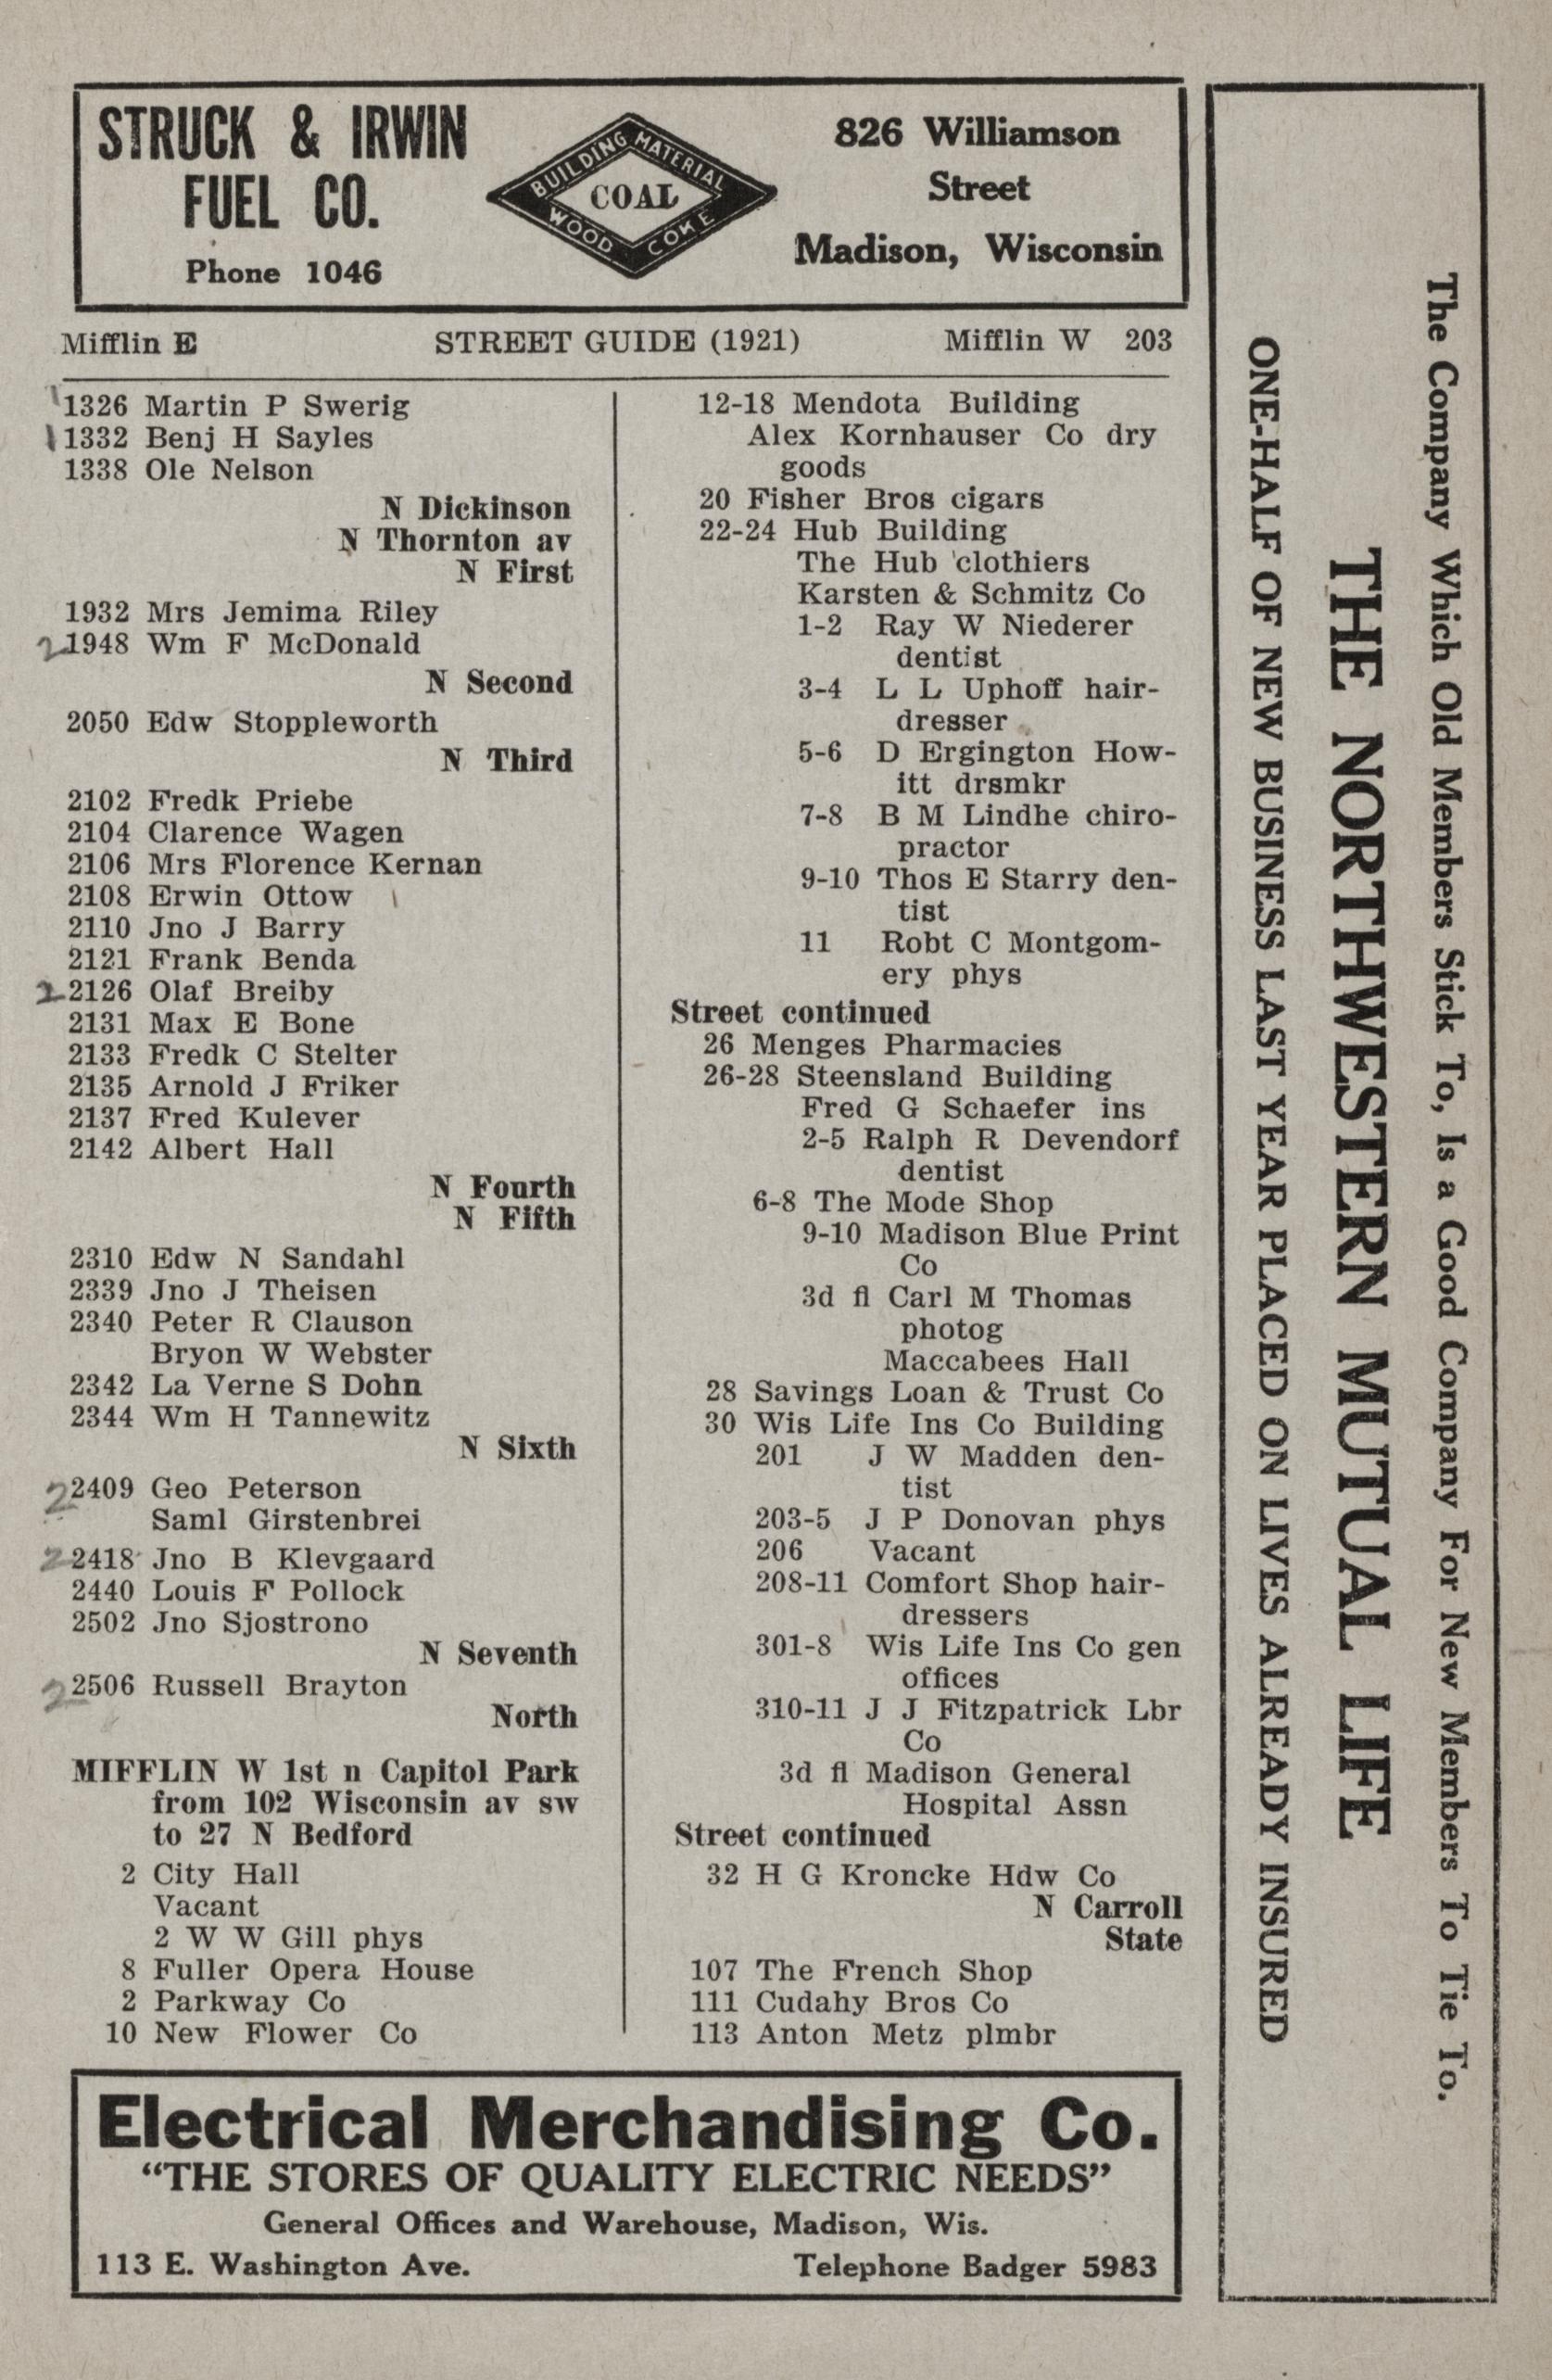 STRUCK & IRWIN
FUEL CO.
Phone 1046
BUILDING MATERIAL
COAL
WOOD COKE
826 Williamson
Street
Madison, Wisconsin
Mifflin E STREET GUIDE (1921) Mifflin W 203
1326 Martin P Swerig
1332 Benj H Sayles
1338 Ole Nelson
N Dickinson
N Thornton av
N First
1932 Mrs Jemima Riley
2 1948 Wm F McDonald
N Second
2050 Edw Stoppleworth
N Third
2102 Fredk Priebe
2104 Clarence Wagen
2106 Mrs Florence Kernan
2108 Erwin Ottow
2110 Jno J Barry
2121 Frank Benda
2 2126 Olaf Breiby
2131 Max E Bone
2133 Fredk C Stelter
2135 Arnold J Friker
2137 Fred Kulever
2142 Albert Hall
N Fourth
N Fifth
2310 Edw N Sandahl
2339 Jno J Theisen
2340 Peter R Clauson
Bryon W Webster
2342 La Verne S Dohn
2344 Wm H Tannewitz
N Sixth
2 2409 Geo Peterson
Saml Girstenbrei
2 2418 Jno B Klevgaard
2440 Louis F Pollock
2502 Jno Sjostrono
N Seventh
2 2506 Russell Brayton
North
MIFFLIN W 1st n Capitol Park
from 102 Wisconsin av sw
to 27 N Bedford
2 City Hall
Vacant
2 W W Gill phys
8 Fuller Opera House
2 Parkway Co
10 New Flower Co
12-18 Mendota Building
Alex Kornhauser Co dry
goods
20 Fisher Bros cigars
22-24 Hub Building
The Hub clothiers
Karsten & Schmitz Co
1-2 Ray W Niederer
dentist
3-4 L L Uphoff hair-
dresser
5-6 D Ergington How-
itt drsmkr
7-8 B M Lindhe chiro-
practor
9-10 Thos E Starry den-
tist
11 Robt C Montgom-
ery phys
Street continued
26 Menges Pharmacies
26-28 Steensland Building
Fred G Schaefer ins
2-5 Ralph R Devendorf
dentist
6-8 The Mode Shop
9-10 Madison Blue Print
Co
3d fl Carl M Thomas
photog
Maccabees Hall
28 Savings Loan & Trust Co
30 Wis Life Ins Co Building
201 J W Madden den-
tist
203-5 J P Donovan phys
206 Vacant
208-11 Comfort Shop hair-
dressers
301-8 Wis Life Ins Co gen
offices
310-11 J J Fitzpatrick Lbr
Co
3d fl Madison General
Hospital Assn
Street continued
32 H G Kroncke Hdw Co
N Carroll
State
107 The French Shop
111 Cudahy Bros Co
113 Anton Metz plmbr
Electrical Merchandising Co.
“THE STORES OF QUALITY ELECTRIC NEEDS”
General Offices and Warehouse, Madison, Wis.
113 E. Washington Ave. Telephone Badger 5983
The Company Which Old Members Stick To, Is a Good Company For New Members To Tie To.
THE NORTHWESTERN MUTUAL LIFE
ONE-HALF OF NEW BUSINESS LAST YEAR PLACED ON LIVES ALREADY INSURED